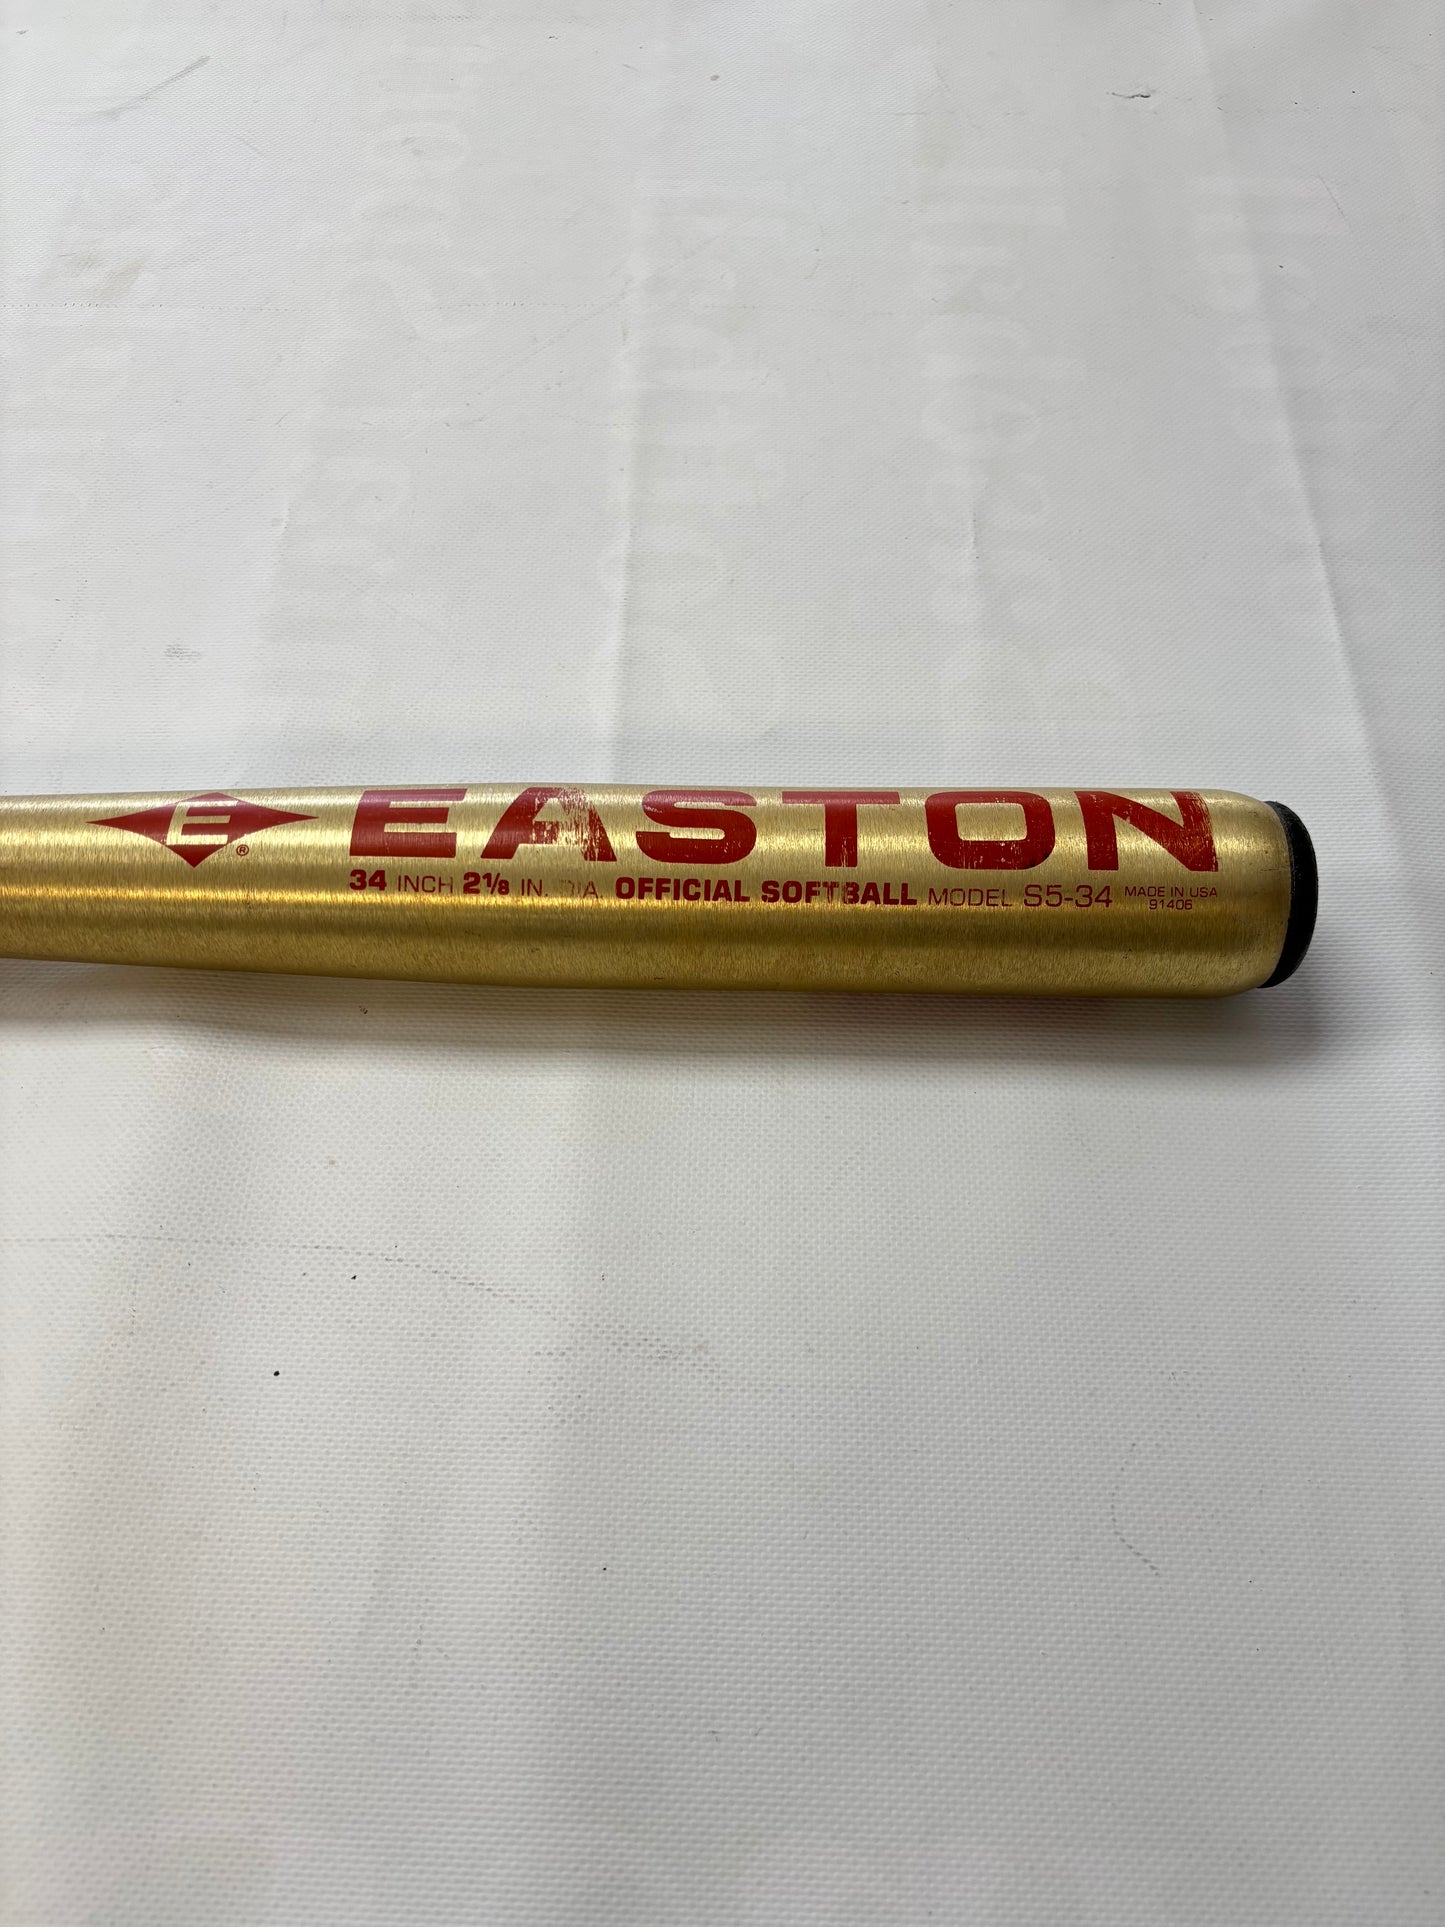 E® EASTON
34 INCH 2⅛ IN. DIA. OFFICIAL SOFTBALL MODEL S5-34 MADE IN USA
91406